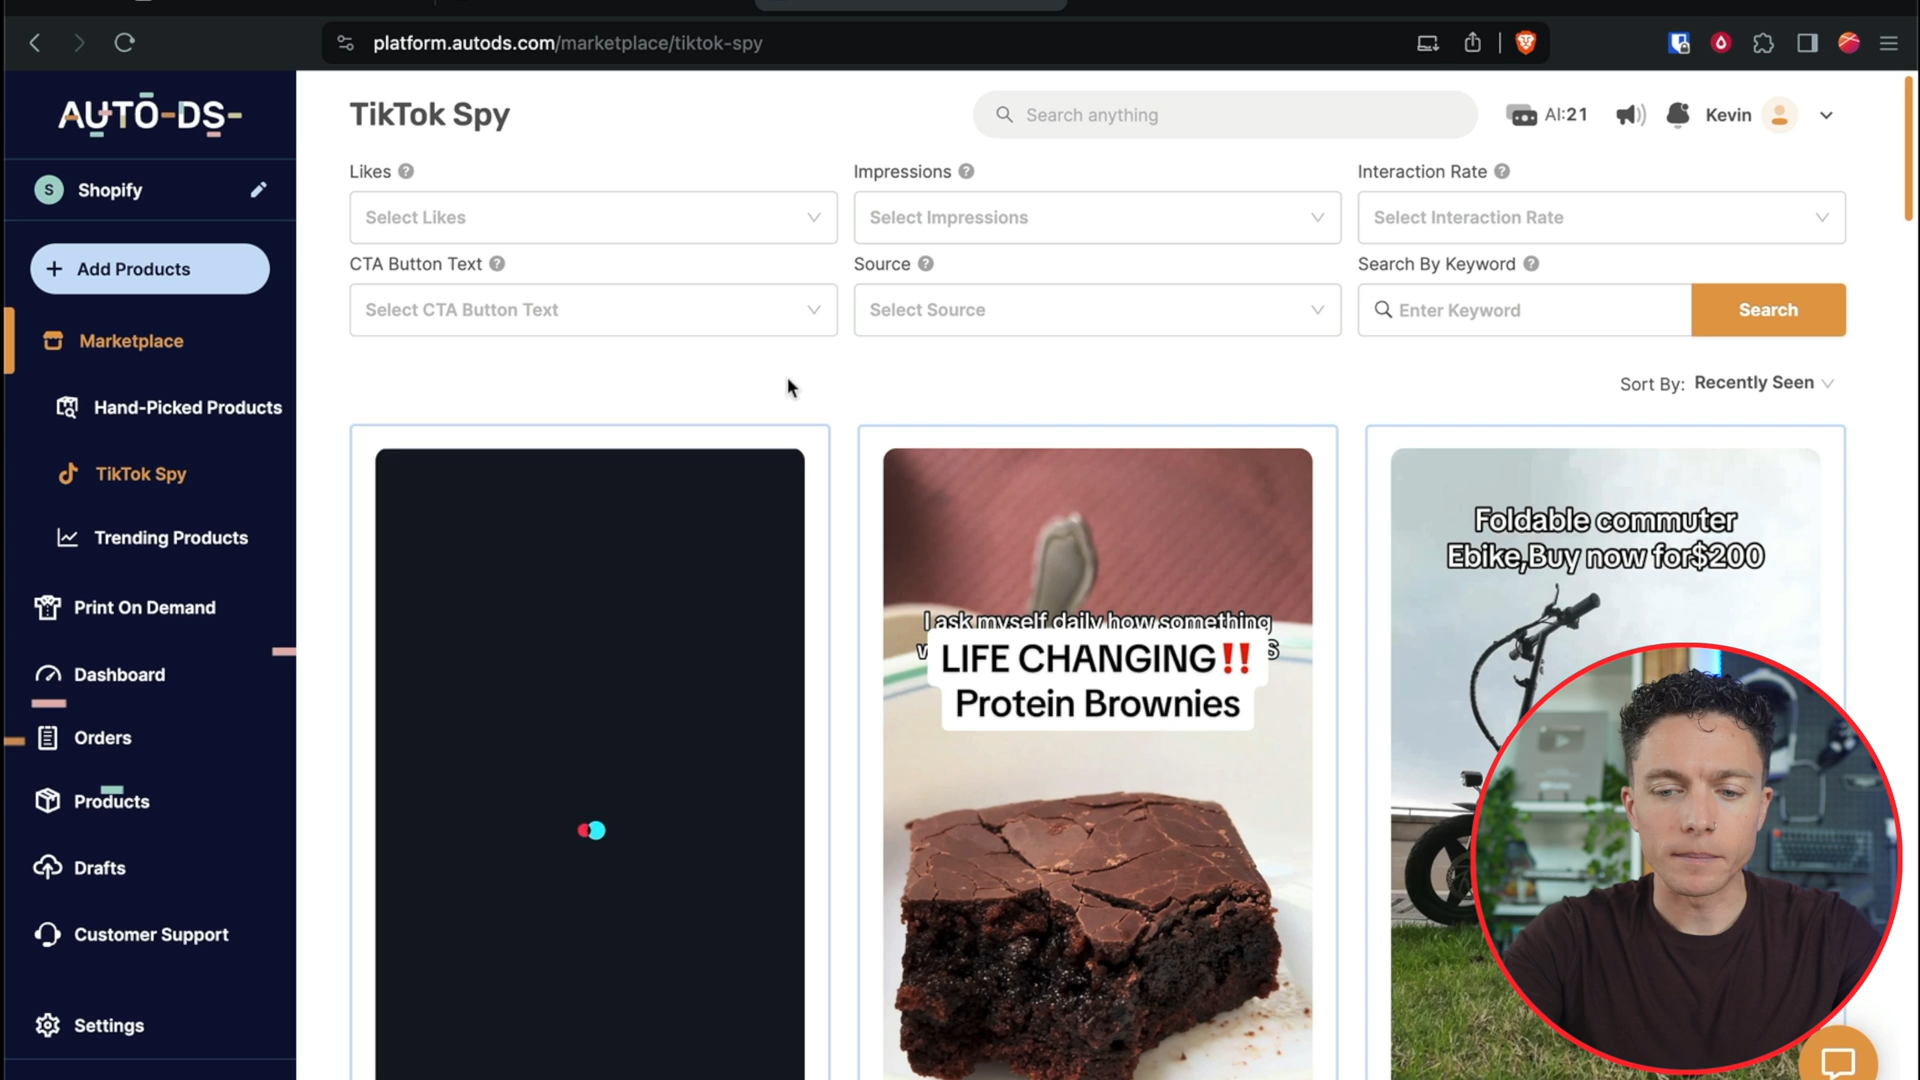 platform.autods.com/marketplace/tiktok-spy
AUTO-DS-
TikTok Spy
Search anything
AI:21
Kevin
S
Shopify
Add Products
Marketplace
Hand-Picked Products
TikTok Spy
Trending Products
Print On Demand
Dashboard
Orders
Products
Drafts
Customer Support
Settings
Likes ?
Impressions ?
Interaction Rate ?
Select Likes
Select Impressions
Select Interaction Rate
CTA Button Text ?
Source ?
Search By Keyword ?
Select CTA Button Text
Select Source
Enter Keyword
Search
Sort By: Recently Seen
I ask myself daily how something
LIFE CHANGING‼️
Protein Brownies
Foldable commuter
Ebike,Buy now for$200